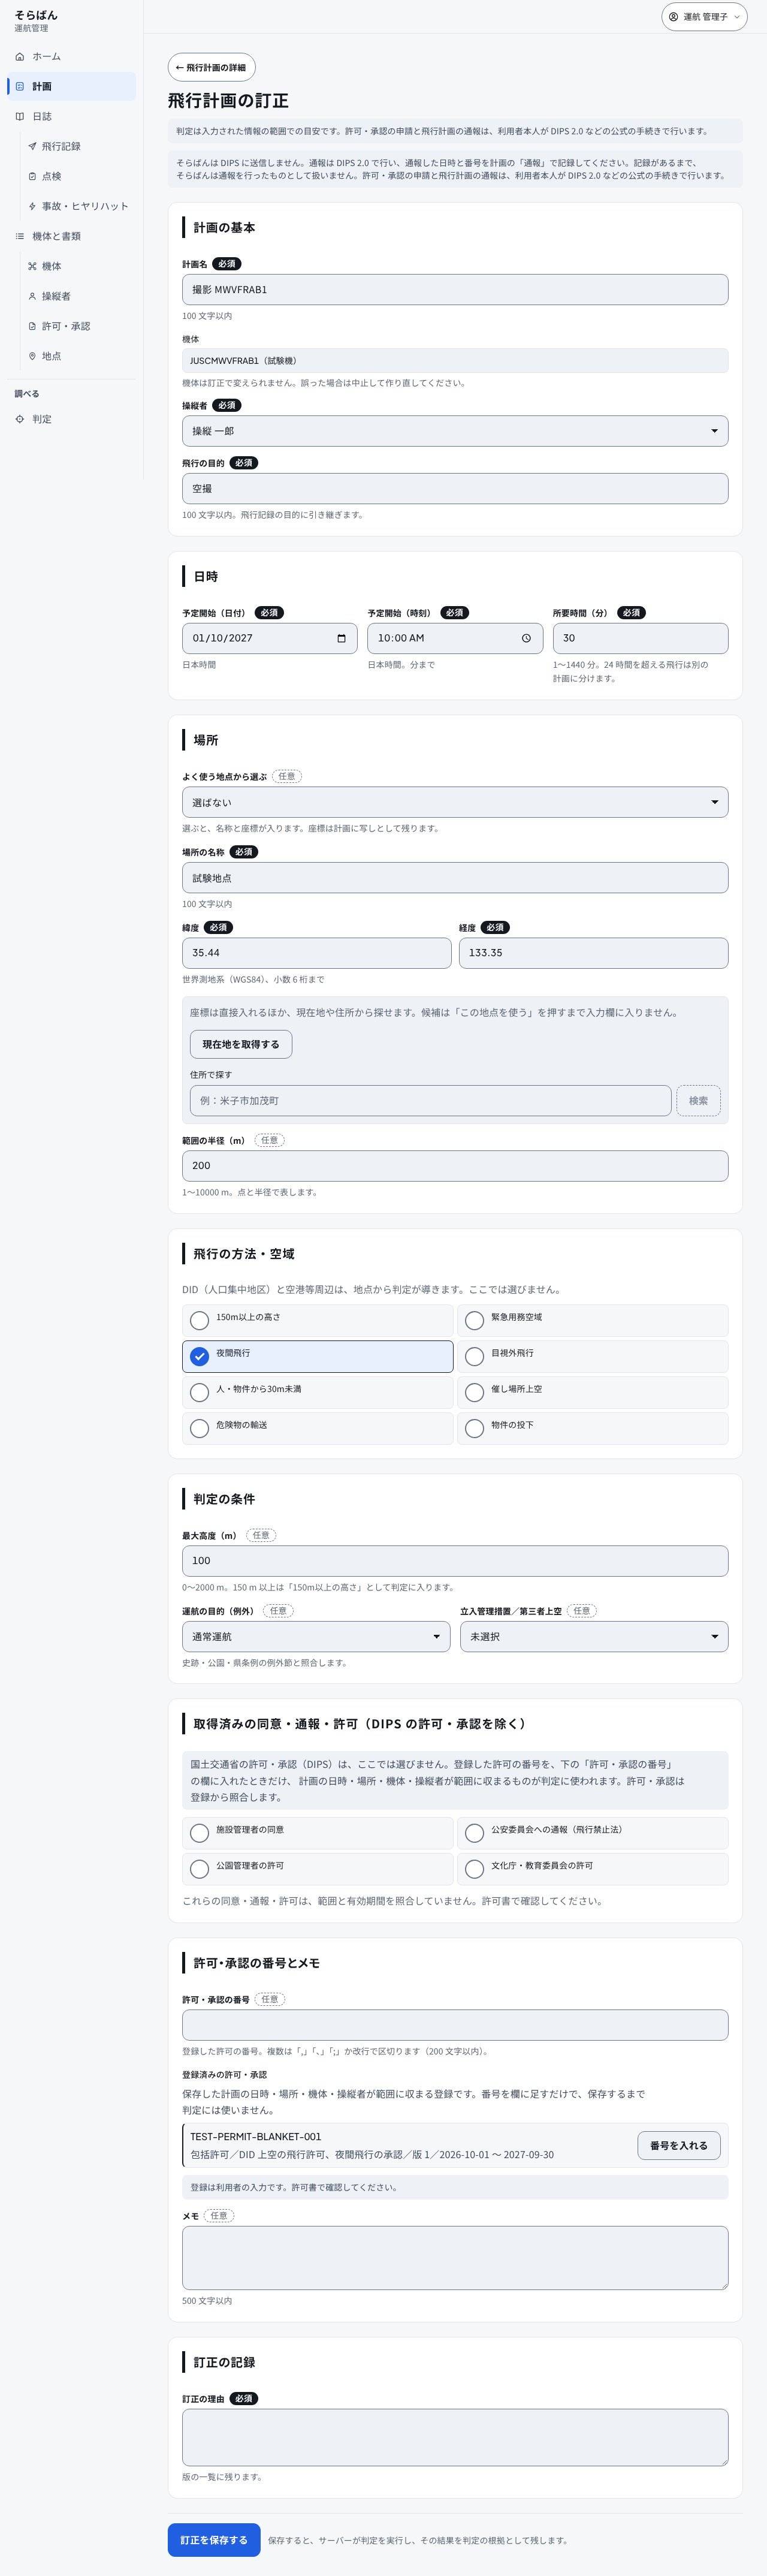 そらばん
運航管理
運航 管理子
ホーム
計画
日誌
飛行記録
点検
事故・ヒヤリハット
機体と書類
機体
操縦者
許可・承認
地点
調べる
判定
← 飛行計画の詳細
飛行計画の訂正
判定は入力された情報の範囲での目安です。許可・承認の申請と飛行計画の通報は、利用者本人が DIPS 2.0 などの公式の手続きで行います。
そらばんは DIPS に送信しません。通報は DIPS 2.0 で行い、通報した日時と番号を計画の「通報」で記録してください。記録があるまで、
そらばんは通報を行ったものとして扱いません。許可・承認の申請と飛行計画の通報は、利用者本人が DIPS 2.0 などの公式の手続きで行います。
計画の基本
計画名 必須
撮影 MWVFRAB1
100 文字以内
機体
JUSCMWVFRAB1（試験機）
機体は訂正で変えられません。誤った場合は中止して作り直してください。
操縦者 必須
操縦 一郎
飛行の目的 必須
空撮
100 文字以内。飛行記録の目的に引き継ぎます。
日時
予定開始（日付） 必須
予定開始（時刻） 必須
所要時間（分） 必須
01/10/2027
10:00 AM
30
日本時間
日本時間。分まで
1〜1440 分。24 時間を超える飛行は別の
計画に分けます。
場所
よく使う地点から選ぶ 任意
選ばない
選ぶと、名称と座標が入ります。座標は計画に写しとして残ります。
場所の名称 必須
試験地点
100 文字以内
緯度 必須
経度 必須
35.44
133.35
世界測地系（WGS84）、小数 6 桁まで
座標は直接入れるほか、現在地や住所から探せます。候補は「この地点を使う」を押すまで入力欄に入りません。
現在地を取得する
住所で探す
例：米子市加茂町
検索
範囲の半径（m） 任意
200
1〜10000 m。点と半径で表します。
飛行の方法・空域
DID（人口集中地区）と空港等周辺は、地点から判定が導きます。ここでは選びません。
150m以上の高さ
緊急用務空域
夜間飛行
目視外飛行
人・物件から30m未満
催し場所上空
危険物の輸送
物件の投下
判定の条件
最大高度（m） 任意
100
0〜2000 m。150 m 以上は「150m以上の高さ」として判定に入ります。
運航の目的（例外） 任意
立入管理措置／第三者上空 任意
通常運航
未選択
史跡・公園・県条例の例外節と照合します。
取得済みの同意・通報・許可（DIPS の許可・承認を除く）
国土交通省の許可・承認（DIPS）は、ここでは選びません。登録した許可の番号を、下の「許可・承認の番号」
の欄に入れたときだけ、 計画の日時・場所・機体・操縦者が範囲に収まるものが判定に使われます。許可・承認は
登録から照合します。
施設管理者の同意
公安委員会への通報（飛行禁止法）
公園管理者の許可
文化庁・教育委員会の許可
これらの同意・通報・許可は、範囲と有効期間を照合していません。許可書で確認してください。
許可・承認の番号とメモ
許可・承認の番号 任意
登録した許可の番号。複数は「,」「、」「;」か改行で区切ります（200 文字以内）。
登録済みの許可・承認
保存した計画の日時・場所・機体・操縦者が範囲に収まる登録です。番号を欄に足すだけで、保存するまで
判定には使いません。
TEST-PERMIT-BLANKET-001
包括許可／DID 上空の飛行許可、夜間飛行の承認／版 1／2026-10-01 〜 2027-09-30
番号を入れる
登録は利用者の入力です。許可書で確認してください。
メモ 任意
500 文字以内
訂正の記録
訂正の理由 必須
版の一覧に残ります。
訂正を保存する
保存すると、サーバーが判定を実行し、その結果を判定の根拠として残します。